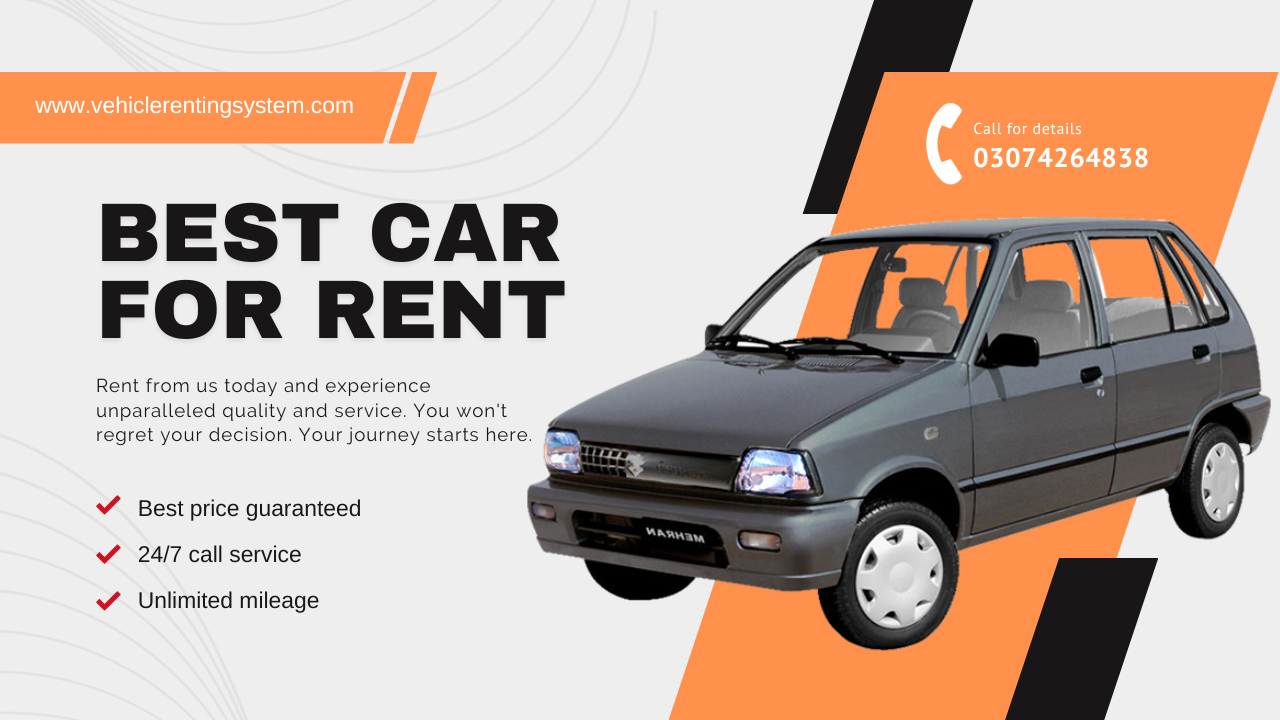 www.vehiclerentingsystem.com
Call for details
03074264838
BEST CAR
FOR RENT
Rent from us today and experience
unparalleled quality and service. You won't
regret your decision. Your journey starts here.
Best price guaranteed
24/7 call service
Unlimited mileage
MEHRAN